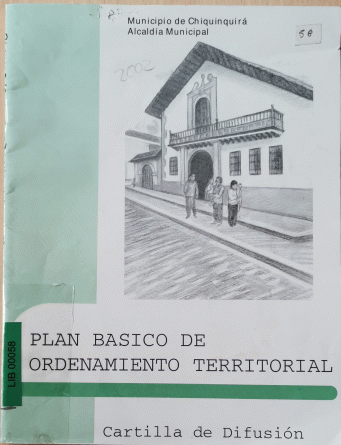 Municipio de Chiquinquirá
Alcaldía Municipal
58
2002
PLAN BASICO DE
ORDENAMIENTO TERRITORIAL
LIB 00058
Cartilla de Difusión